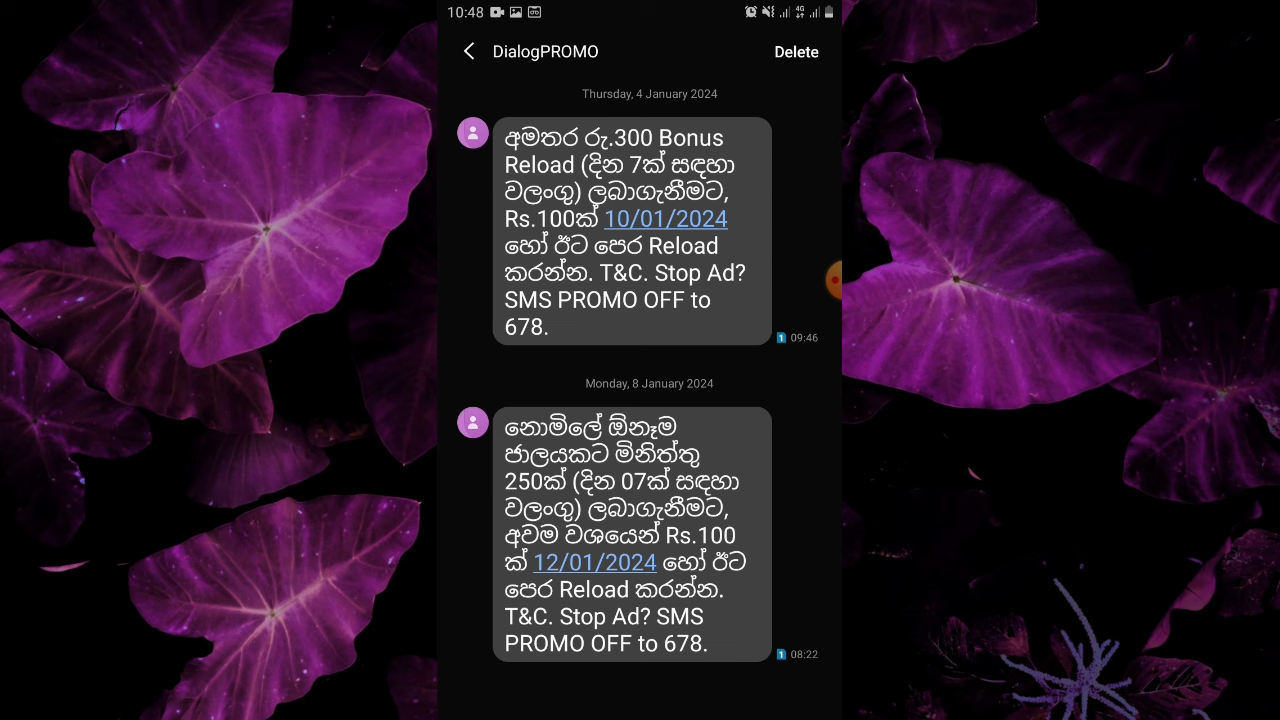 10:48
4G
DialogPROMO
Delete
Thursday, 4 January 2024
අමතර රු.300 Bonus
Reload (දින 7ක් සඳහා
වලංගු) ලබාගැනීමට,
Rs.100ක් 10/01/2024
හෝ ඊට පෙර Reload
කරන්න. T&C. Stop Ad?
SMS PROMO OFF to
678.
1 09:46
Monday, 8 January 2024
නොමිලේ ඕනෑම
ජාලයකට මිනිත්තු
250ක් (දින 07ක් සඳහා
වලංගු) ලබාගැනීමට,
අවම වශයෙන් Rs.100
ක් 12/01/2024 හෝ ඊට
පෙර Reload කරන්න.
T&C. Stop Ad? SMS
PROMO OFF to 678.
1 08:22